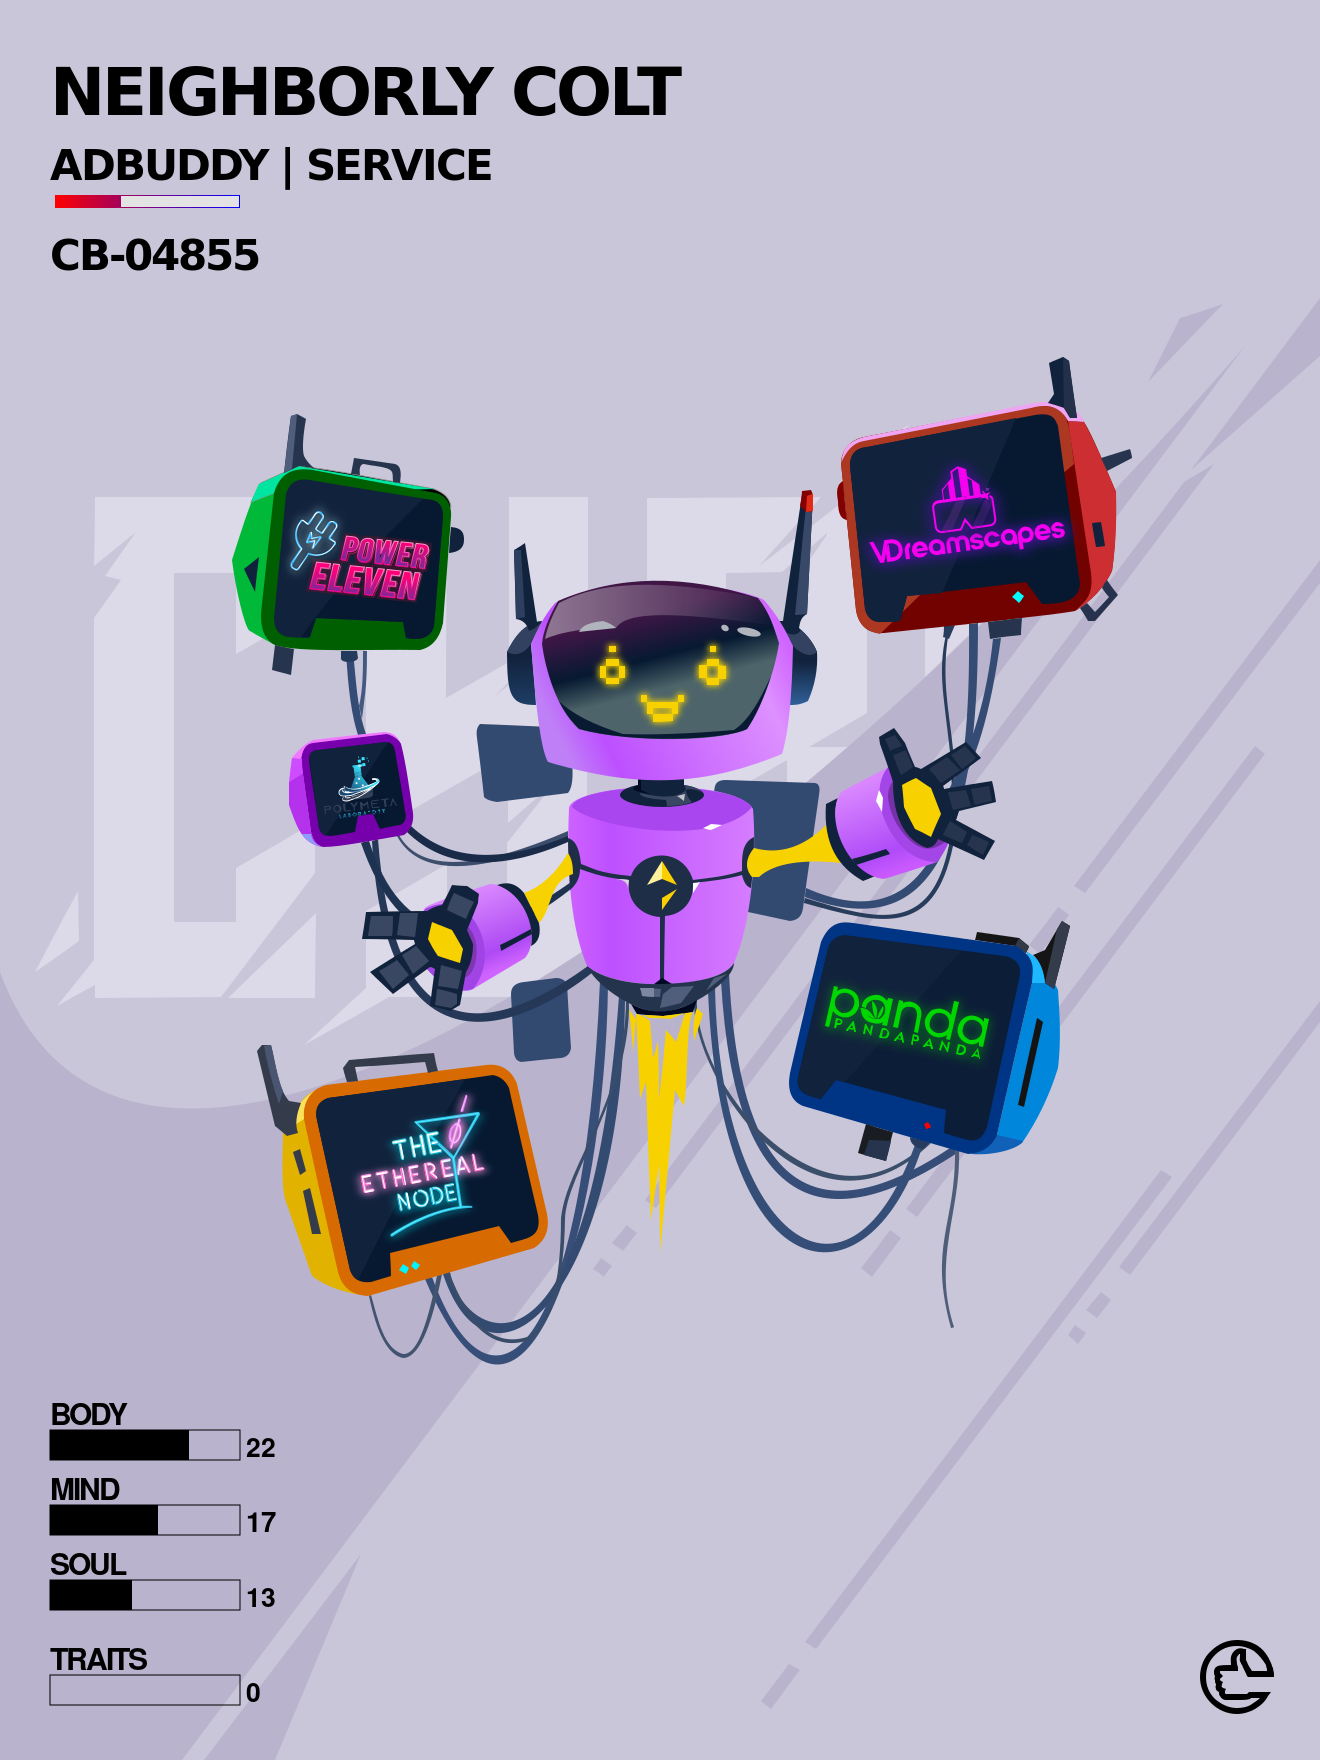 NEIGHBORLY COLT
ADBUDDY | SERVICE
CB-04855
POWER
ELEVEN
VDreamscapes
POLYMETA
LABORATORY
panda
PANDAPANDA
THE
ETHEREAL
NODE
BODY
22
MIND
17
SOUL
13
TRAITS
0